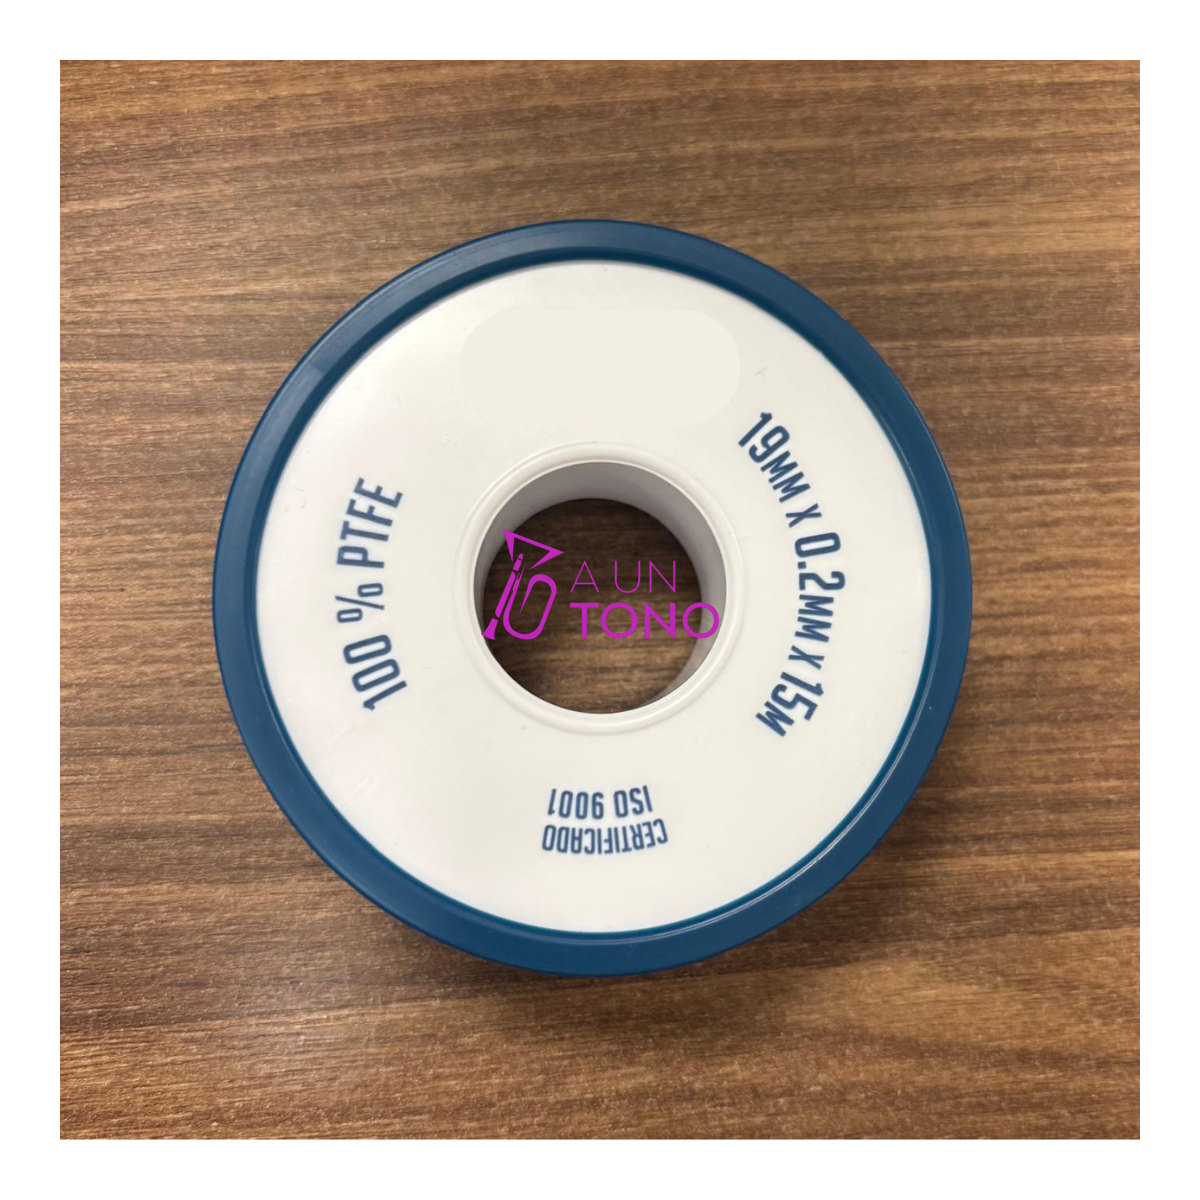 19MM X 0.2MM X 15M
100 % PTFE
A UN
TONO
CERTIFICADO
ISO 9001